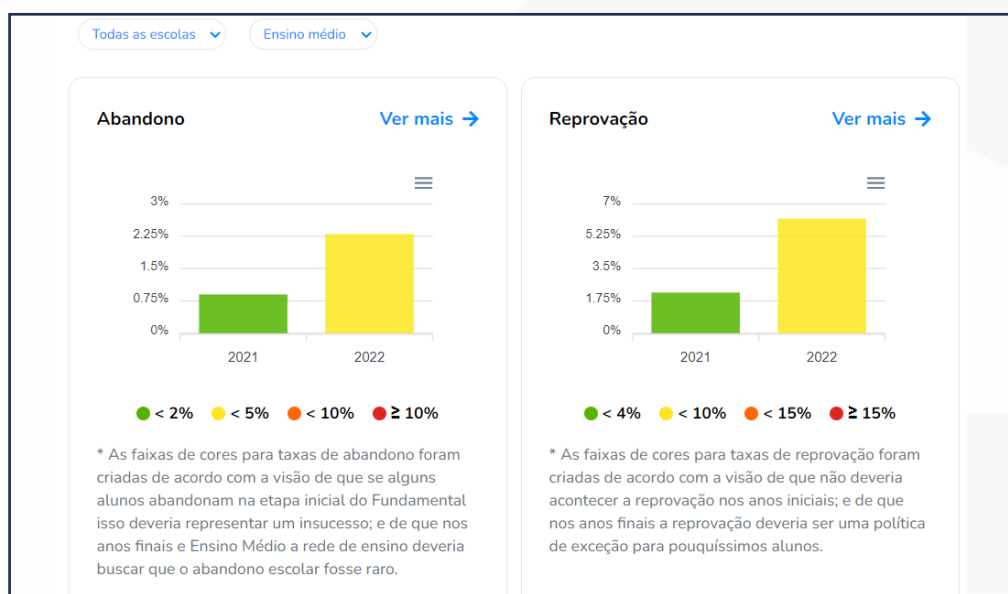 Todas as escolas
Ensino médio
Abandono
Ver mais →
3%
2.25%
1.5%
0.75%
0%
2021
2022
< 2%
< 5%
< 10%
≥ 10%
* As faixas de cores para taxas de abandono foram
criadas de acordo com a visão de que se alguns
alunos abandonam na etapa inicial do Fundamental
isso deveria representar um insucesso; e de que nos
anos finais e Ensino Médio a rede de ensino deveria
buscar que o abandono escolar fosse raro.
Reprovação
Ver mais →
7%
5.25%
3.5%
1.75%
0%
2021
2022
< 4%
< 10%
< 15%
≥ 15%
* As faixas de cores para taxas de reprovação foram
criadas de acordo com a visão de que não deveria
acontecer a reprovação nos anos iniciais; e de que
nos anos finais a reprovação deveria ser uma política
de exceção para pouquíssimos alunos.